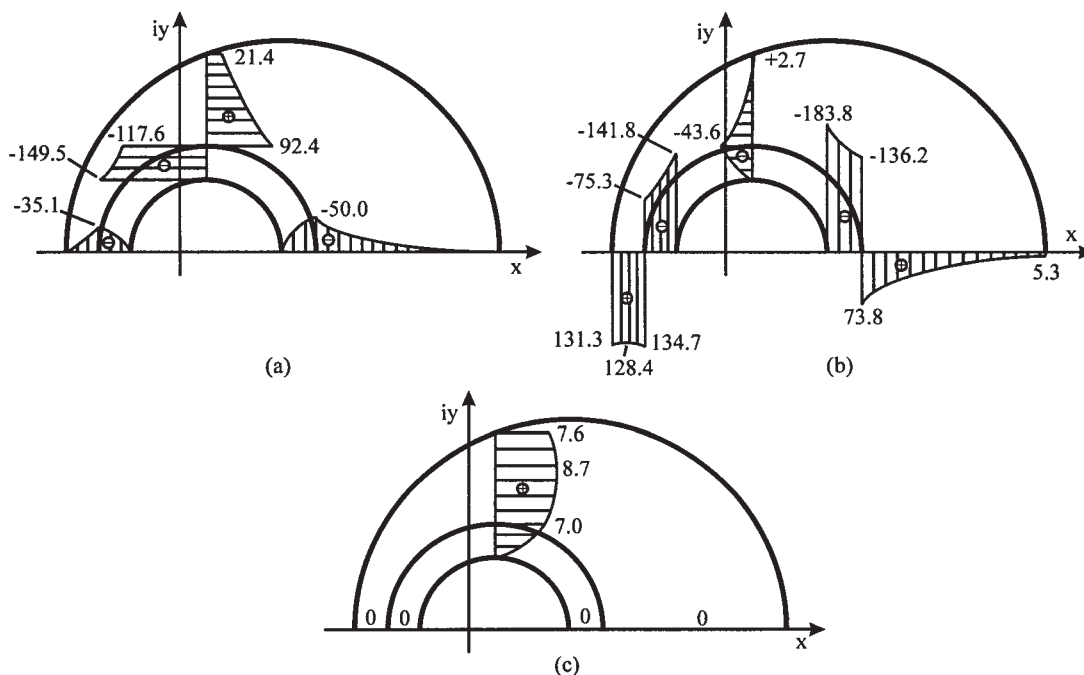 iy
21.4
-117.6
92.4
-149.5
-35.1
-50.0
x
(a)
iy
+2.7
-183.8
-141.8
-43.6
-136.2
-75.3
x
5.3
73.8
131.3
134.7
128.4
(b)
iy
7.6
8.7
7.0
0
0
0
0
x
(c)